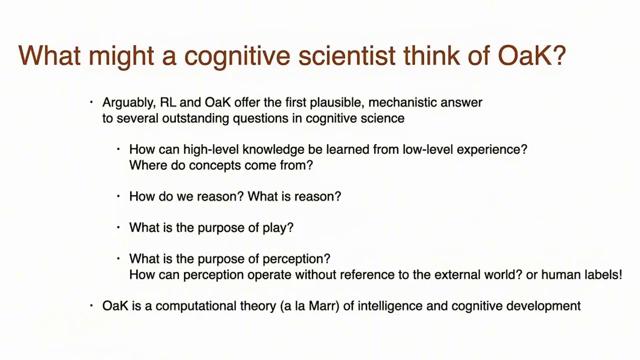 What might a cognitive scientist think of OaK?
· Arguably, RL and OaK offer the first plausible, mechanistic answer
to several outstanding questions in cognitive science
· How can high-level knowledge be learned from low-level experience?
Where do concepts come from?
· How do we reason? What is reason?
· What is the purpose of play?
· What is the purpose of perception?
How can perception operate without reference to the external world? or human labels!
· OaK is a computational theory (a la Marr) of intelligence and cognitive development